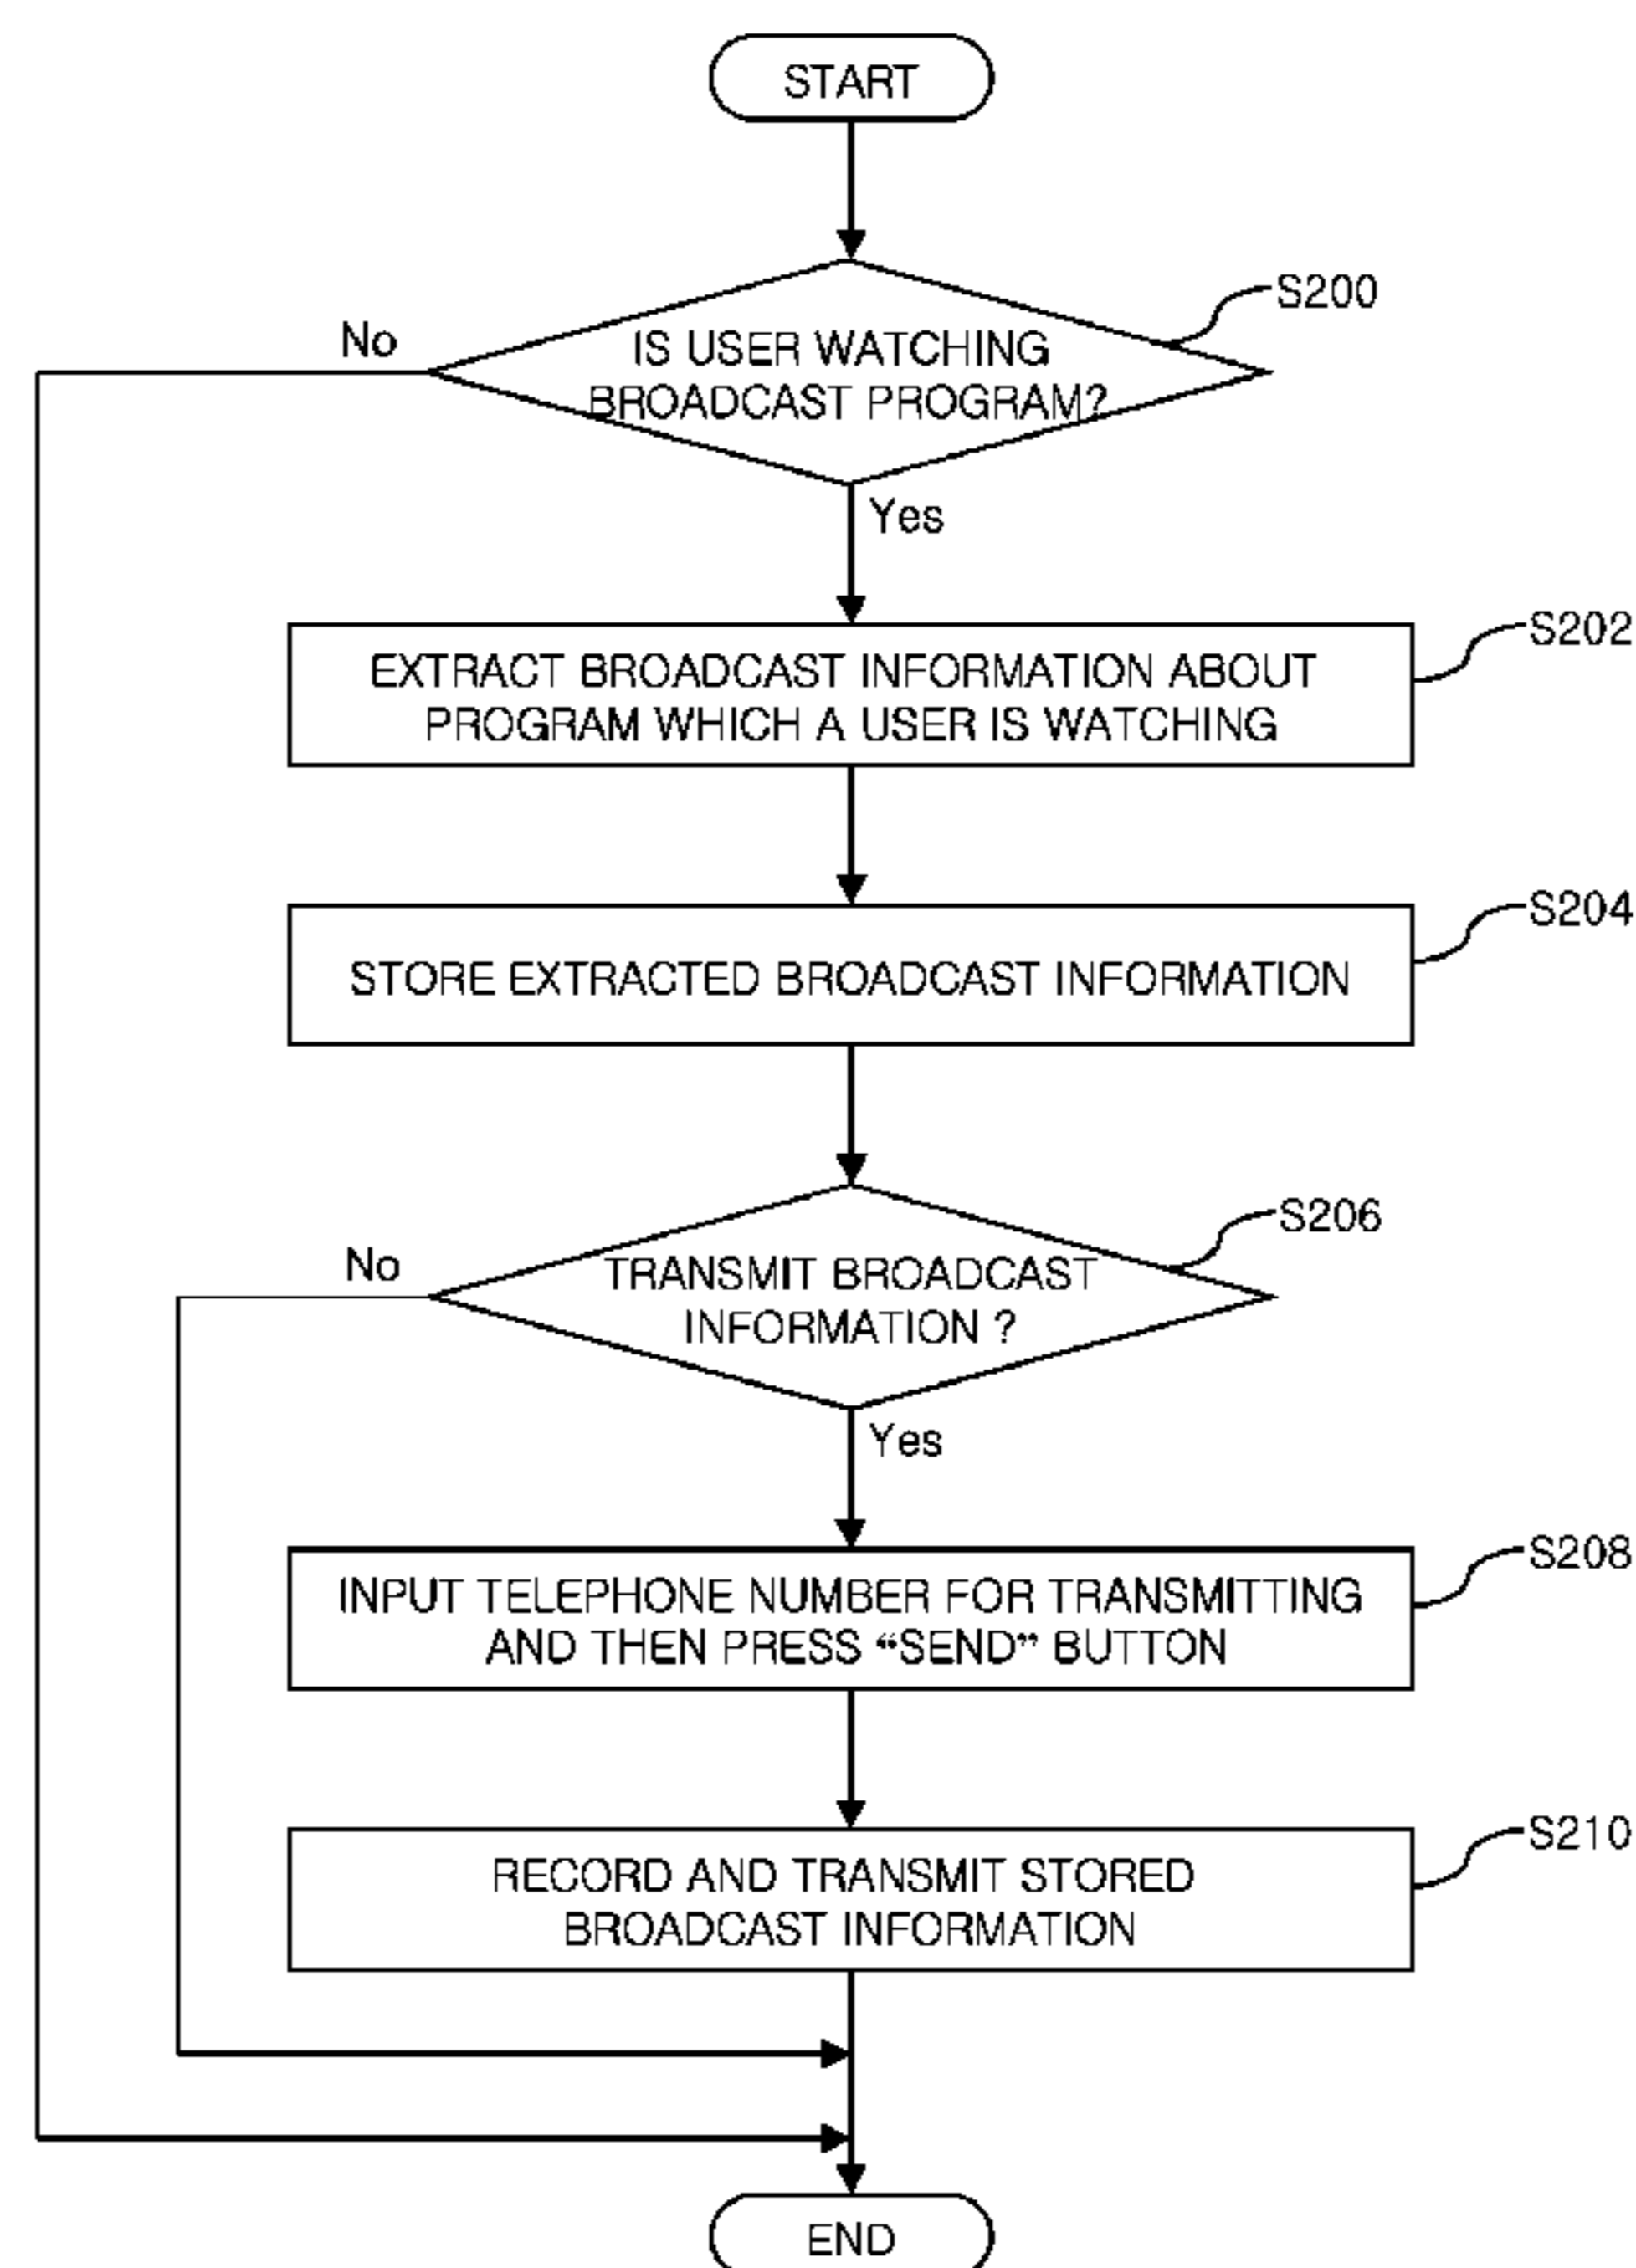 START
S200
No
IS USER WATCHING
BROADCAST PROGRAM?
Yes
S202
EXTRACT BROADCAST INFORMATION ABOUT
PROGRAM WHICH A USER IS WATCHING
S204
STORE EXTRACTED BROADCAST INFORMATION
S206
No
TRANSMIT BROADCAST
INFORMATION ?
Yes
S208
INPUT TELEPHONE NUMBER FOR TRANSMITTING
AND THEN PRESS “SEND” BUTTON
S210
RECORD AND TRANSMIT STORED
BROADCAST INFORMATION
END